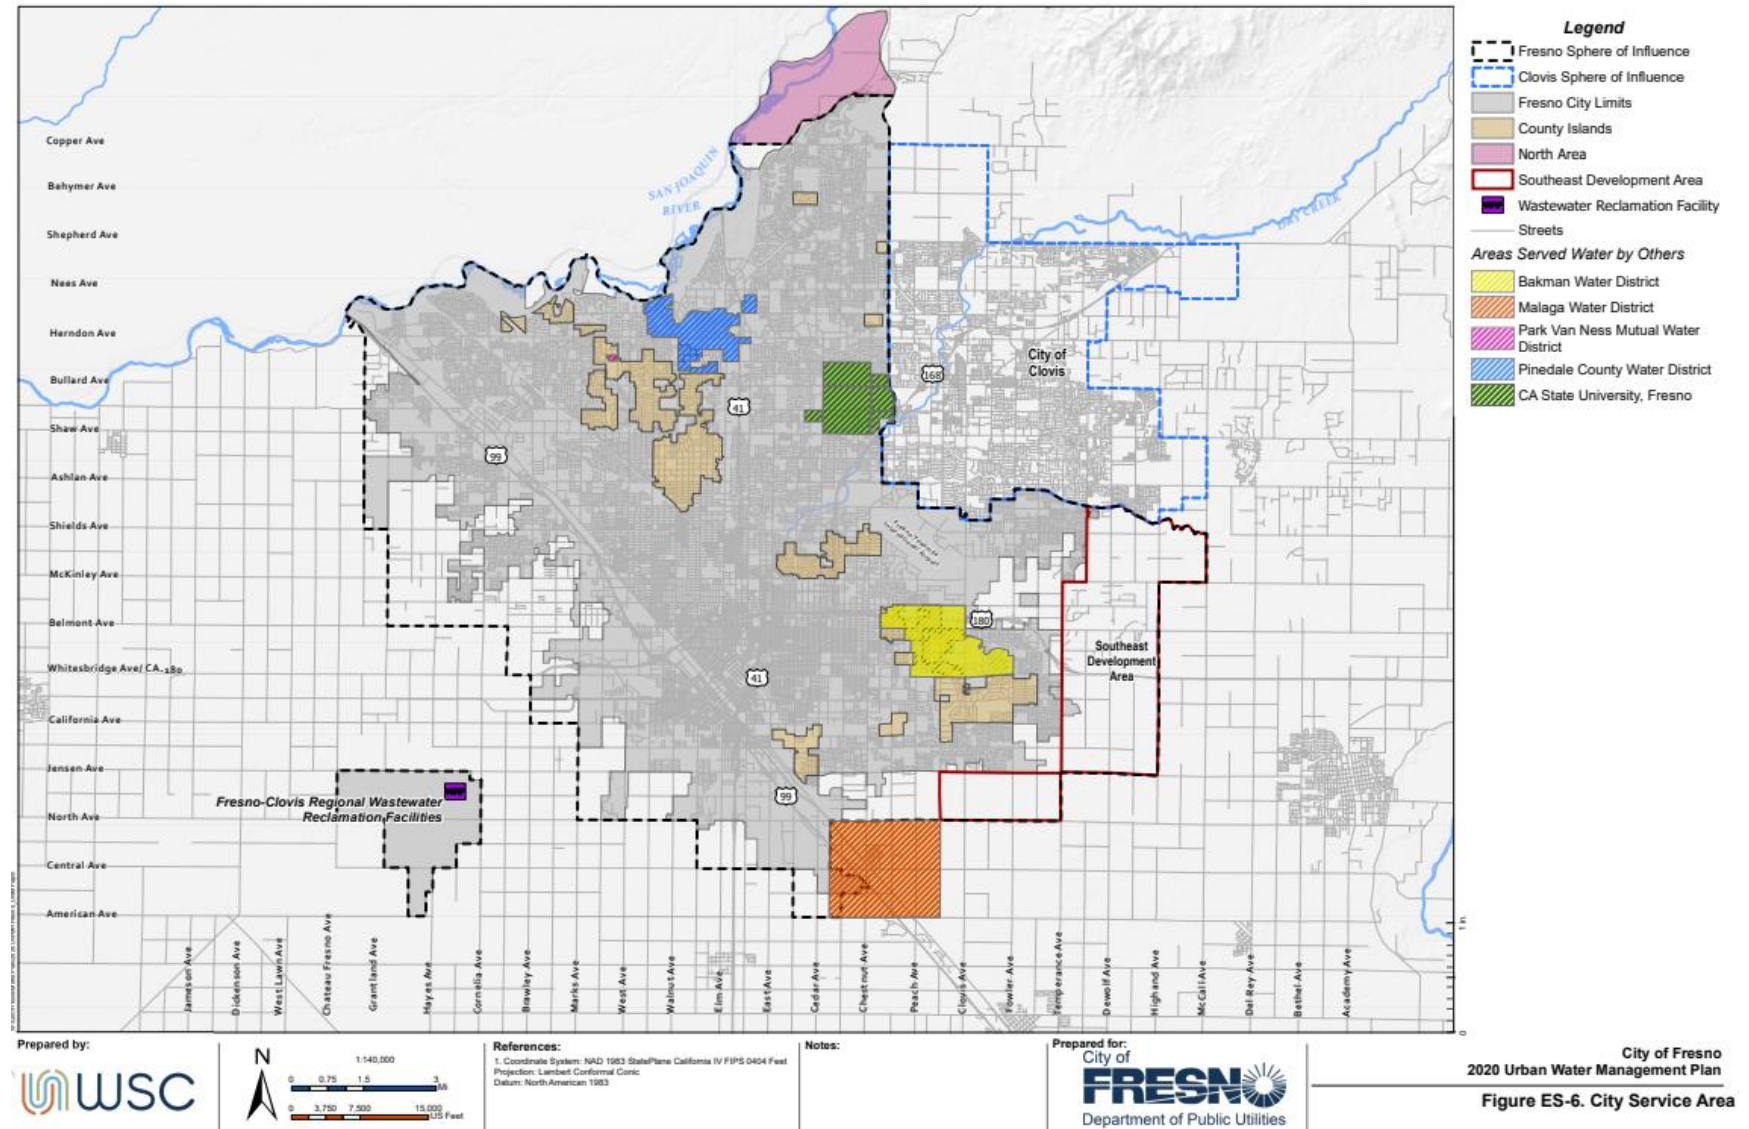 Legend
Fresno Sphere of Influence
Clovis Sphere of Influence
Fresno City Limits
County Islands
North Area
Southeast Development Area
Wastewater Reclamation Facility
Streets
Areas Served Water by Others
Bakman Water District
Malaga Water District
Park Van Ness Mutual Water
District
Pinedale County Water District
CA State University, Fresno
Copper Ave
Behymer Ave
Shepherd Ave
Nees Ave
Herndon Ave
Bullard Ave
Shaw Ave
Ashlan Ave
Shields Ave
McKinley Ave
Belmont Ave
Whitesbridge Ave/ CA-180
California Ave
Jensen Ave
North Ave
Central Ave
American Ave
SAN JOAQUIN
RIVER
DRY CREEK
City of
Clovis
168
41
99
180
41
99
Southeast
Development
Area
Fresno-Clovis Regional Wastewater
Reclamation Facilities
Jameson Ave
Dickenson Ave
West Lawn Ave
Chateau Fresno Ave
Grantland Ave
Hayes Ave
Cornelia Ave
Brawley Ave
Marks Ave
West Ave
Walnut Ave
Elm Ave
East Ave
Cedar Ave
Chestnut Ave
Peach Ave
Clovis Ave
Fowler Ave
Temperance Ave
Dewolf Ave
Highland Ave
McCall Ave
Del Rey Ave
Bethel Ave
Academy Ave
0
1 in
Prepared by:
WSC
N
1:140,000
0 0.75 1.5 3
Mi
0 3,750 7,500 15,000
US Feet
References:
1. Coordinate System: NAD 1983 StatePlane California IV FIPS 0404 Feet
Projection: Lambert Conformal Conic
Datum: North American 1983
Notes:
Prepared for:
City of
FRESNO
Department of Public Utilities
City of Fresno
2020 Urban Water Management Plan
Figure ES-6. City Service Area